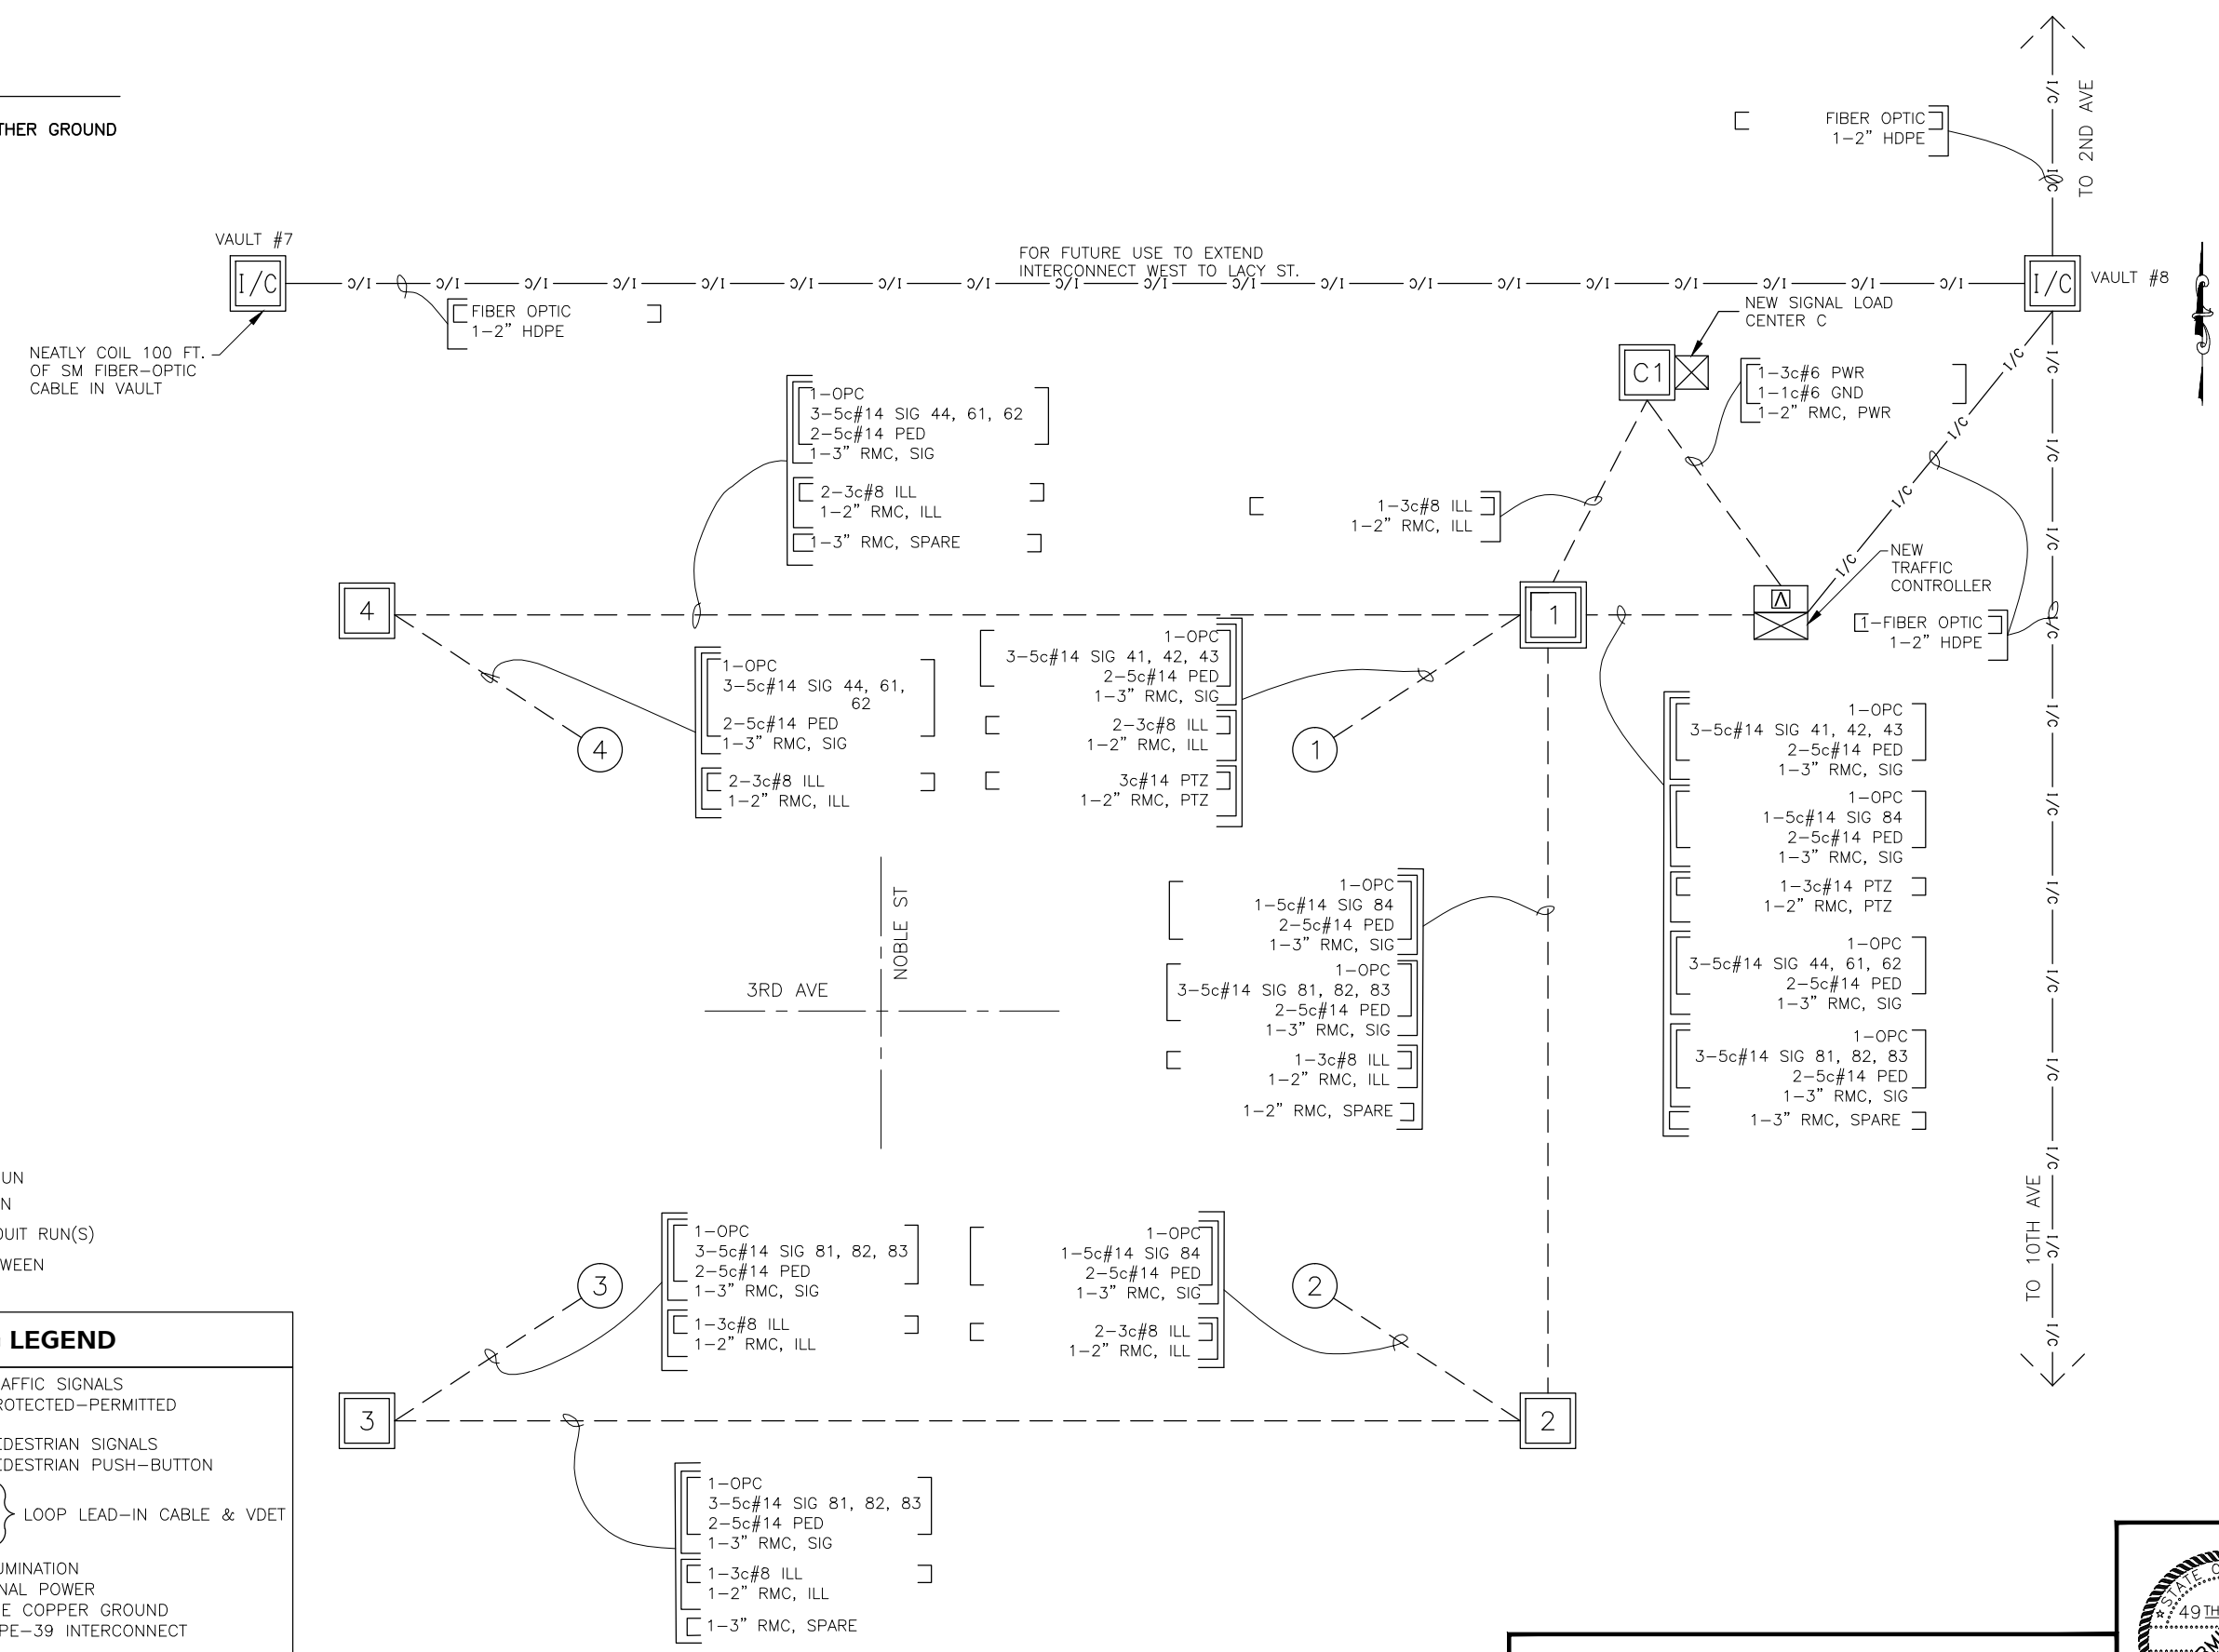 THER GROUND
FIBER OPTIC
1-2" HDPE
I/C
TO 2ND AVE
VAULT #7
I/C
FOR FUTURE USE TO EXTEND
INTERCONNECT WEST TO LACY ST.
I/C I/C I/C I/C I/C I/C I/C I/C I/C I/C I/C I/C I/C I/C I/C I/C I/C I/C I/C
I/C
VAULT #8
FIBER OPTIC
1-2" HDPE
NEATLY COIL 100 FT.
OF SM FIBER-OPTIC
CABLE IN VAULT
NEW SIGNAL LOAD
CENTER C
C1
1-3c#6 PWR
1-1c#6 GND
1-2" RMC, PWR
1-OPC
3-5c#14 SIG 44, 61, 62
2-5c#14 PED
1-3" RMC, SIG
2-3c#8 ILL
1-2" RMC, ILL
1-3" RMC, SPARE
1-3c#8 ILL
1-2" RMC, ILL
I/C
I/C
I/C
I/C
NEW
TRAFFIC
CONTROLLER
1-FIBER OPTIC
1-2" HDPE
4
1
1-OPC
3-5c#14 SIG 44, 61,
62
2-5c#14 PED
1-3" RMC, SIG
2-3c#8 ILL
1-2" RMC, ILL
4
1-OPC
3-5c#14 SIG 41, 42, 43
2-5c#14 PED
1-3" RMC, SIG
2-3c#8 ILL
1-2" RMC, ILL
3c#14 PTZ
1-2" RMC, PTZ
1
1-OPC
3-5c#14 SIG 41, 42, 43
2-5c#14 PED
1-3" RMC, SIG
1-OPC
1-5c#14 SIG 84
2-5c#14 PED
1-3" RMC, SIG
1-3c#14 PTZ
1-2" RMC, PTZ
1-OPC
3-5c#14 SIG 44, 61, 62
2-5c#14 PED
1-3" RMC, SIG
1-OPC
3-5c#14 SIG 81, 82, 83
2-5c#14 PED
1-3" RMC, SIG
1-3" RMC, SPARE
NOBLE ST
3RD AVE
1-OPC
1-5c#14 SIG 84
2-5c#14 PED
1-3" RMC, SIG
1-OPC
3-5c#14 SIG 81, 82, 83
2-5c#14 PED
1-3" RMC, SIG
1-3c#8 ILL
1-2" RMC, ILL
1-2" RMC, SPARE
I/C I/C I/C I/C I/C I/C I/C I/C I/C I/C I/C I/C
TO 10TH AVE
UN
N
DUIT RUN(S)
WEEN
1-OPC
3-5c#14 SIG 81, 82, 83
2-5c#14 PED
1-3" RMC, SIG
1-3c#8 ILL
1-2" RMC, ILL
3
1-OPC
1-5c#14 SIG 84
2-5c#14 PED
1-3" RMC, SIG
2-3c#8 ILL
1-2" RMC, ILL
2
3
2
1-OPC
3-5c#14 SIG 81, 82, 83
2-5c#14 PED
1-3" RMC, SIG
1-3c#8 ILL
1-2" RMC, ILL
1-3" RMC, SPARE
LEGEND
AFFIC SIGNALS
ROTECTED-PERMITTED
EDESTRIAN SIGNALS
EDESTRIAN PUSH-BUTTON
LOOP LEAD-IN CABLE & VDET
UMINATION
NAL POWER
E COPPER GROUND
PE-39 INTERCONNECT
STATE
49TH